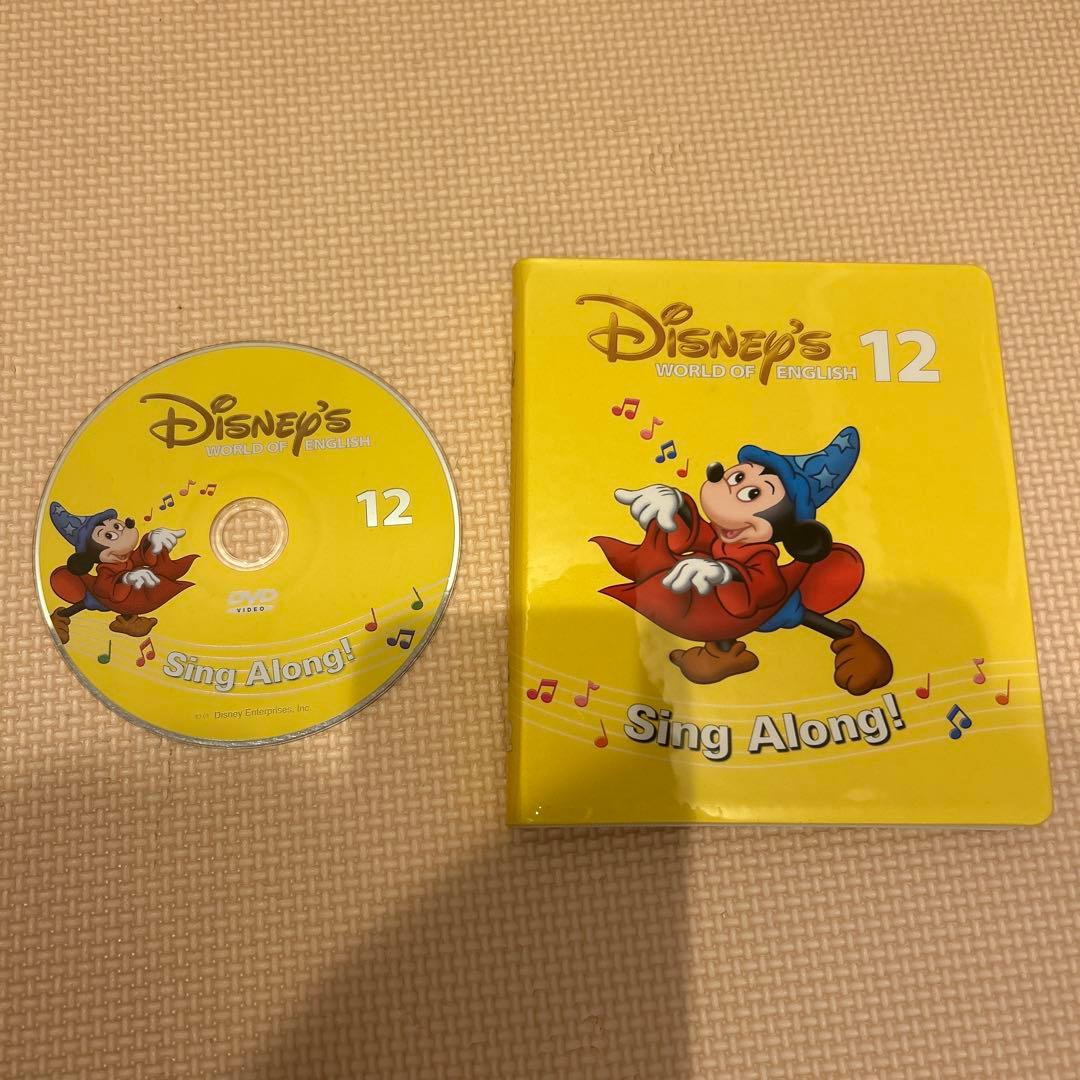 DISNEY'S
WORLD OF ENGLISH
12
DVD
VIDEO
Sing Along!
Disney Enterprises, Inc.
DISNEY'S
WORLD OF ENGLISH
12
Sing Along!